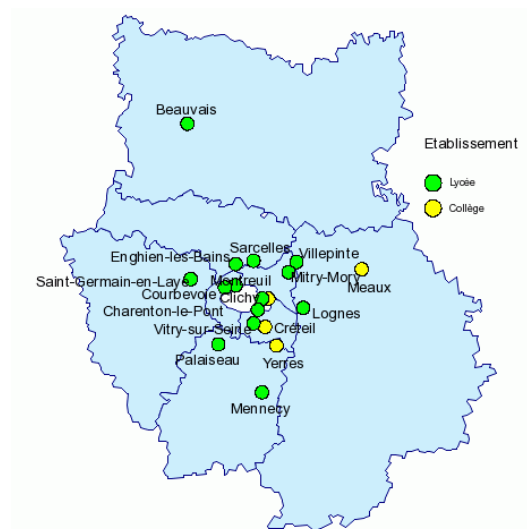 Beauvais
Etablissement
Lycée
Collège
Sarcelles
Enghien-les-Bains
Villepinte
Mitry-Mory
Saint-Germain-en-Laye
Montreuil
Meaux
Courbevoie
Clichy
Charenton-le-Pont
Lognes
Vitry-sur-Seine
Créteil
Palaiseau
Yerres
Mennecy